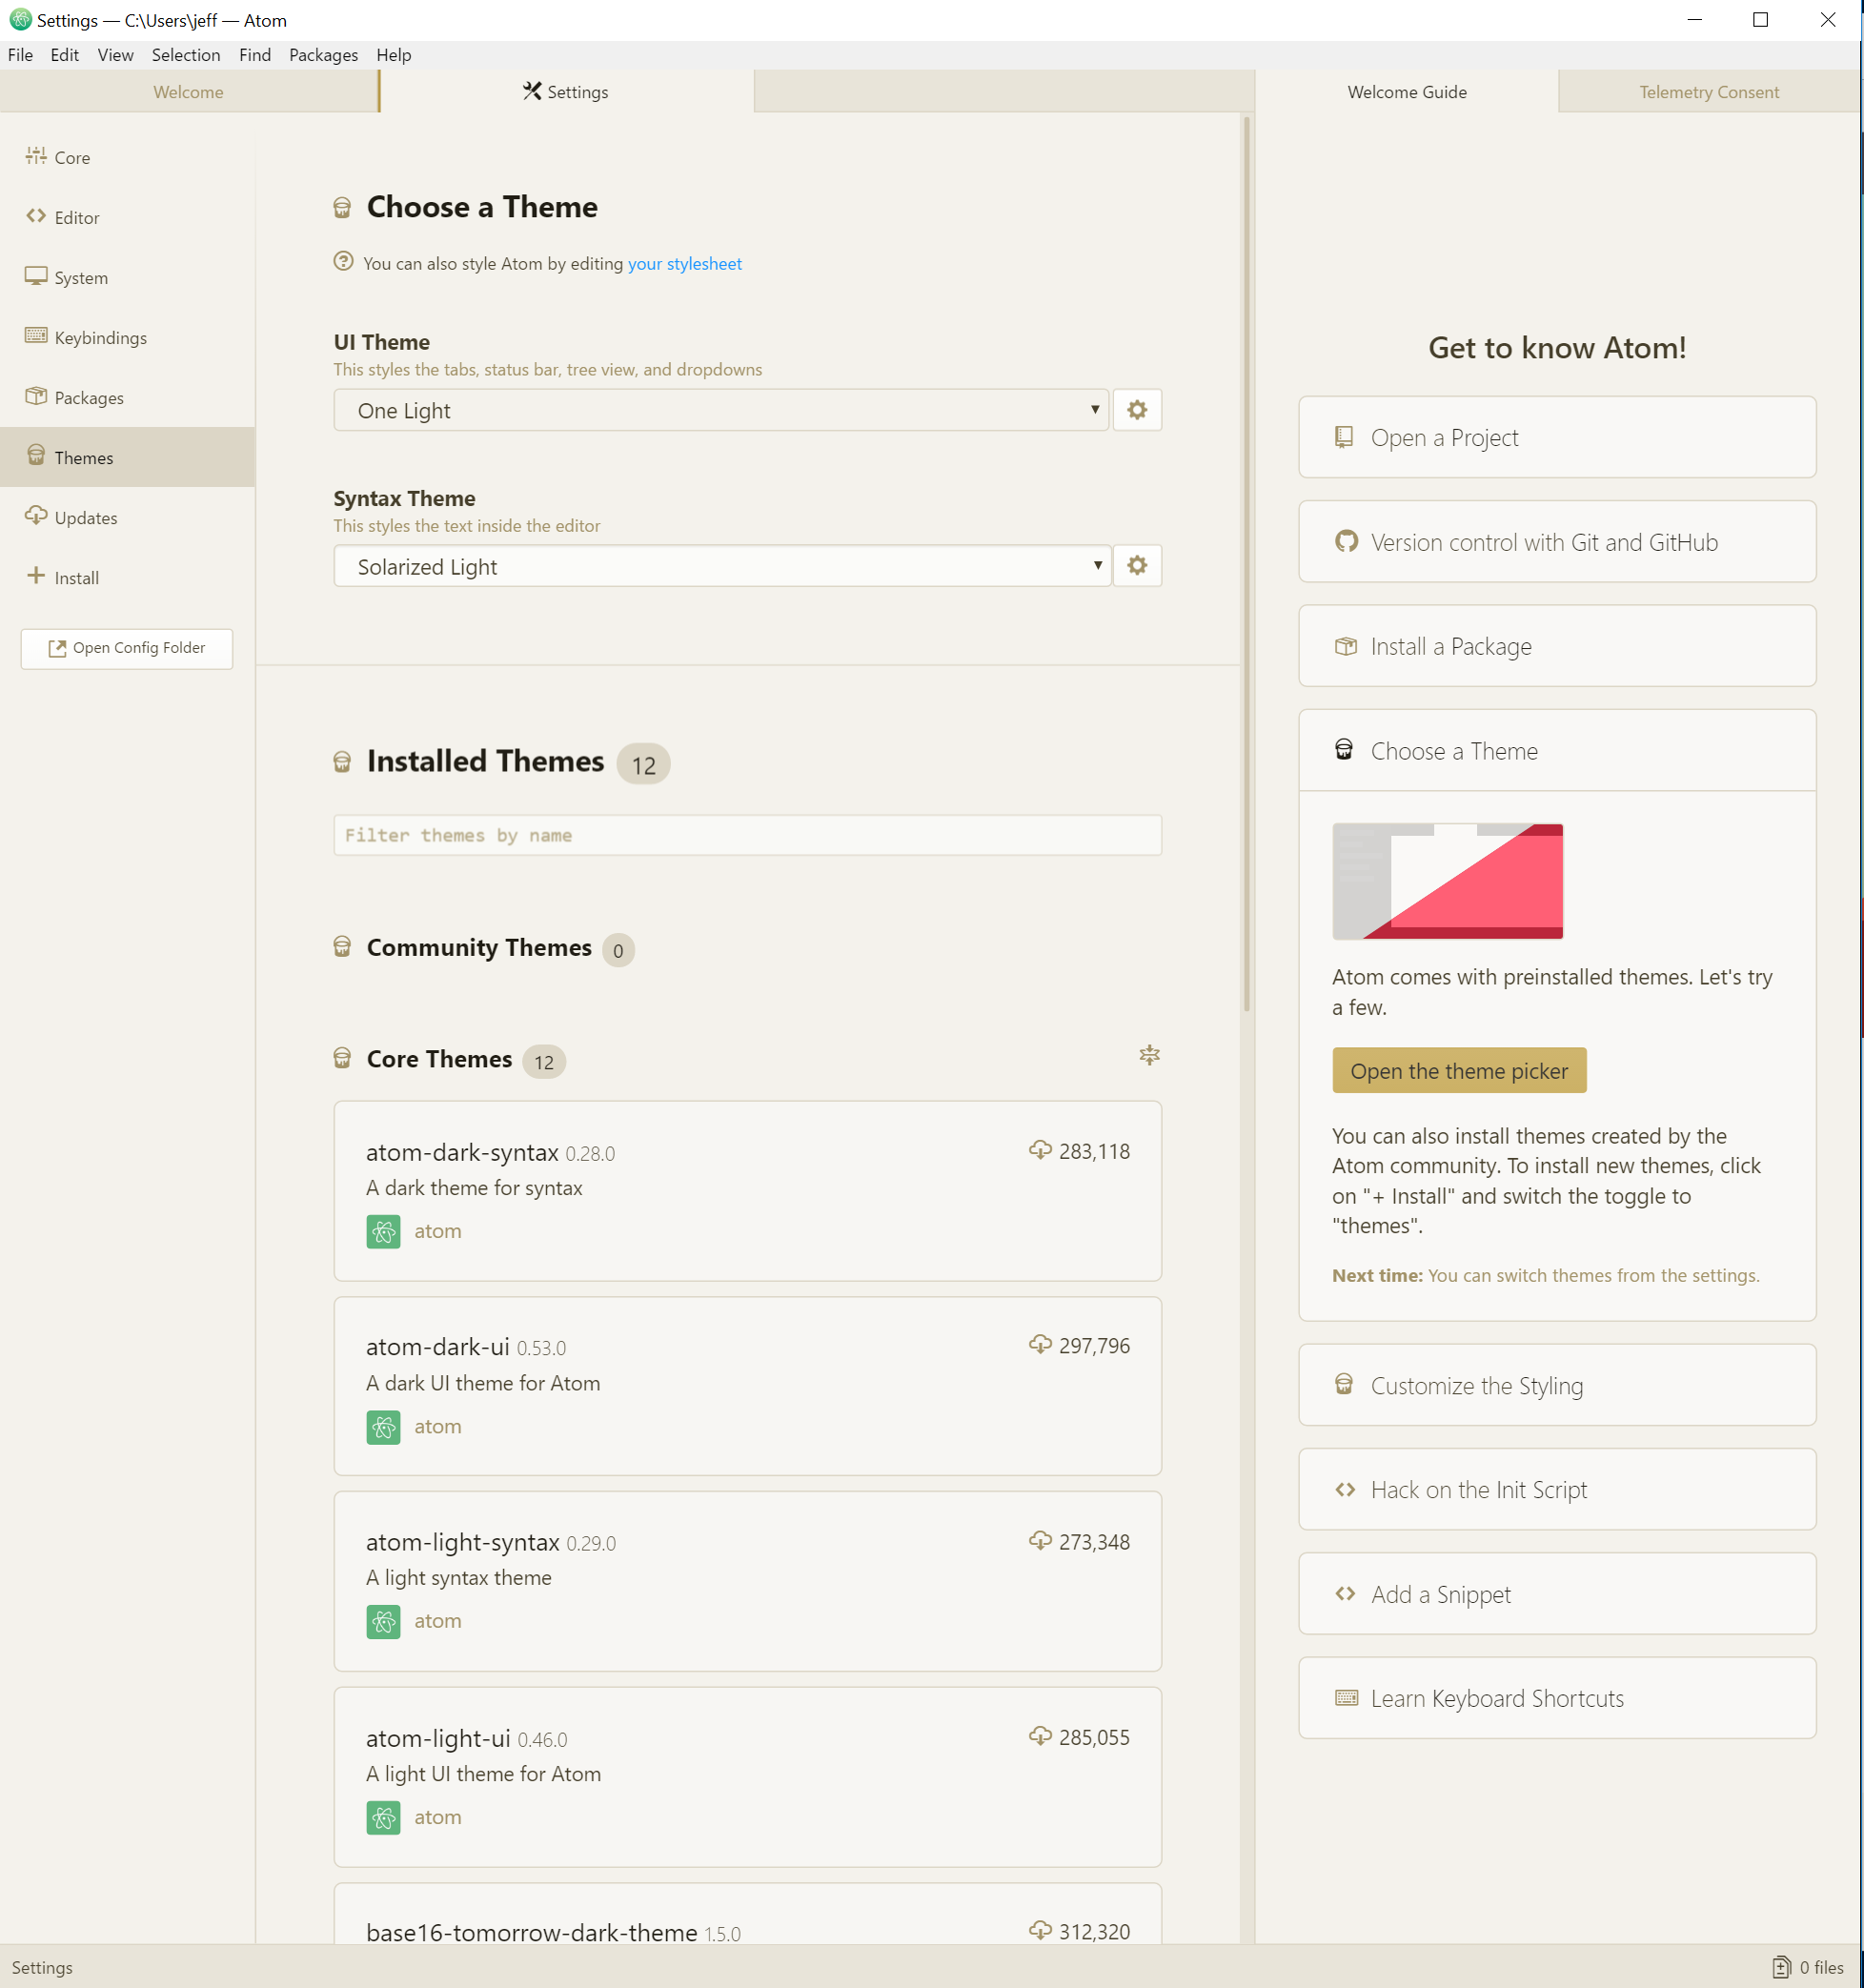 Settings — C:\Users\jeff — Atom
File Edit View Selection Find Packages Help
Welcome
Settings
Welcome Guide
Telemetry Consent
Core
Editor
System
Keybindings
Packages
Themes
Updates
Install
Open Config Folder
Choose a Theme
You can also style Atom by editing your stylesheet
UI Theme
This styles the tabs, status bar, tree view, and dropdowns
One Light
Syntax Theme
This styles the text inside the editor
Solarized Light
Installed Themes 12
Filter themes by name
Community Themes 0
Core Themes 12
atom-dark-syntax 0.28.0 283,118
A dark theme for syntax
atom
atom-dark-ui 0.53.0 297,796
A dark UI theme for Atom
atom
atom-light-syntax 0.29.0 273,348
A light syntax theme
atom
atom-light-ui 0.46.0 285,055
A light UI theme for Atom
atom
base16-tomorrow-dark-theme 1.5.0 312,320
Get to know Atom!
Open a Project
Version control with Git and GitHub
Install a Package
Choose a Theme
Atom comes with preinstalled themes. Let's try
a few.
Open the theme picker
You can also install themes created by the
Atom community. To install new themes, click
on "+ Install" and switch the toggle to
"themes".
Next time: You can switch themes from the settings.
Customize the Styling
Hack on the Init Script
Add a Snippet
Learn Keyboard Shortcuts
Settings
0 files